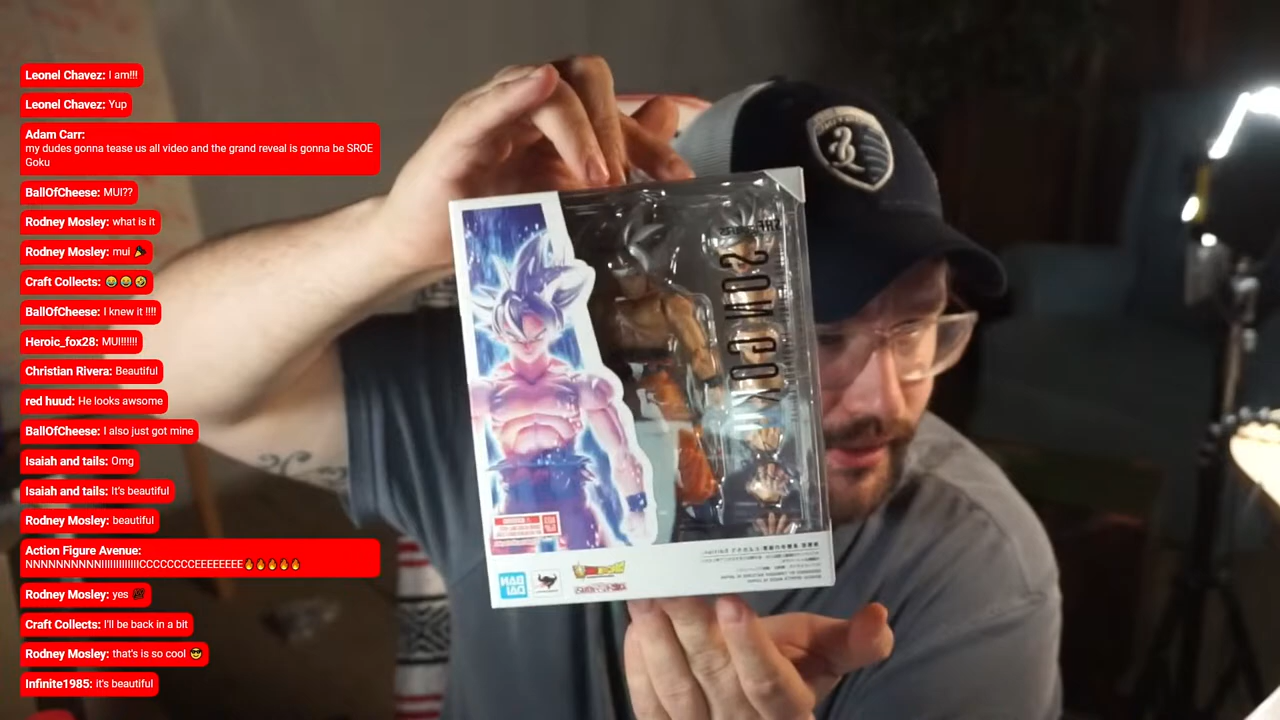 Leonel Chavez: I am!!!
Leonel Chavez: Yup
Adam Carr:
my dudes gonna tease us all video and the grand reveal is gonna be SROE
Goku
BallOfCheese: MUI??
Rodney Mosley: what is it
Rodney Mosley: mui 🎉
Craft Collects: 😆😆🤣
BallOfCheese: I knew it !!!!
Heroic_fox28: MUI!!!!!!!
Christian Rivera: Beautiful
red huud: He looks awsome
BallOfCheese: I also just got mine
Isaiah and tails: Omg
Isaiah and tails: It's beautiful
Rodney Mosley: beautiful
Action Figure Avenue:
NNNNNNNNNNNIIIIIIIIIIIIICCCCCCCCEEEEEEEE🔥🔥🔥🔥🔥
Rodney Mosley: yes 💯
Craft Collects: I'll be back in a bit
Rodney Mosley: that's is so cool 😎
Infinite1985: it's beautiful
SON GOKU
BAN
DAI